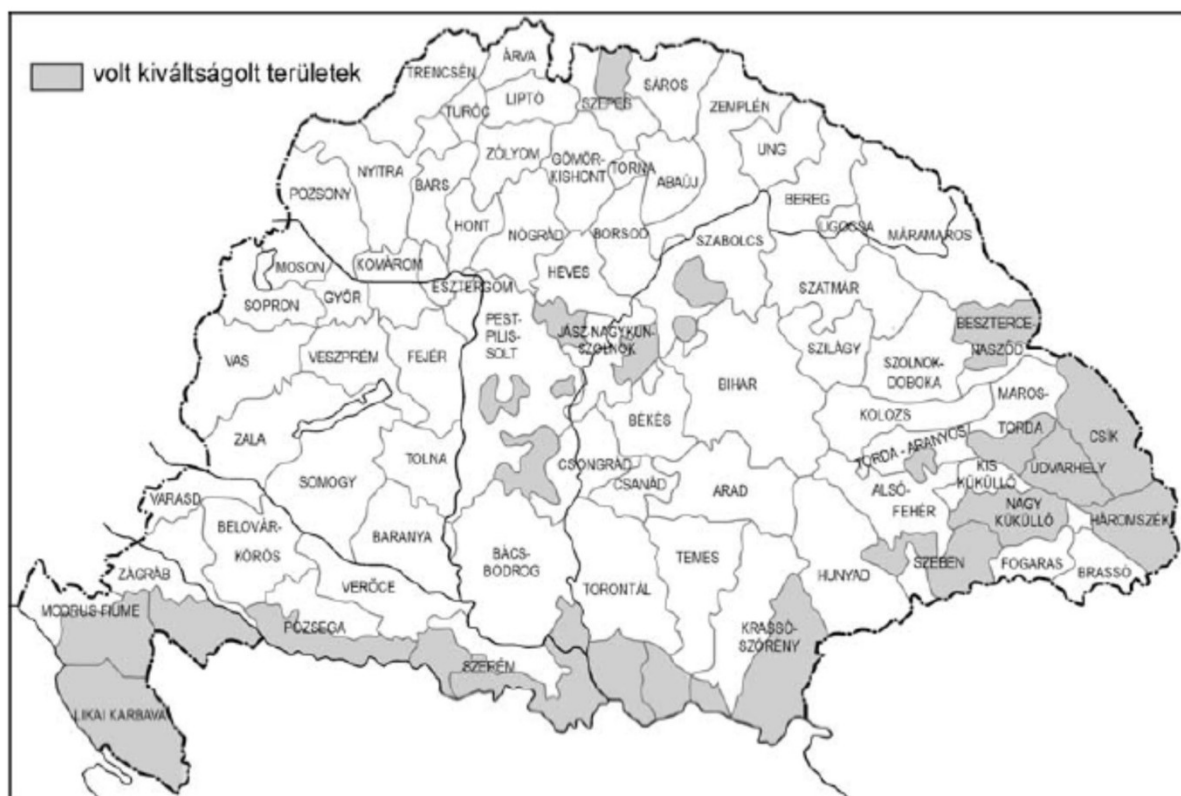 volt kiváltságolt területek
ÁRVA
TRENCSÉN
LIPTÓ
TURÓC
SZEPES
SÁROS
ZEMPLÉN
UNG
ZÓLYOM
GÖMÖR-
KISHONT
TORNA
ABAÚJ
NYITRA
BARS
POZSONY
HONT
NÓGRÁD
BORSOD
BEREG
UGOCSA
MÁRAMAROS
SZABOLCS
MOSON
KOMÁROM
ESZTERGOM
HEVES
SOPRON
GYŐR
SZATMÁR
PEST-
PILIS-
SOLT
JÁSZ-NAGYKUN-
SZOLNOK
BESZTERCE-
NASZÓD
VAS
VESZPRÉM
FEJÉR
SZILÁGY
SZOLNOK-
DOBOKA
BIHAR
MAROS-
TORDA
KOLOZS
BÉKÉS
CSÍK
ZALA
TORDA - ARANYOS
UDVARHELY
TOLNA
CSONGRÁD
CSANÁD
KIS
KÜKÜLLŐ
SOMOGY
ARAD
ALSÓ-
FEHÉR
NAGY
KÜKÜLLŐ
HÁROMSZÉK
VARASD
BELOVÁR-
KÖRÖS
BARANYA
BÁCS-
BODROG
TEMES
HUNYAD
SZEBEN
FOGARAS
BRASSÓ
ZÁGRÁB
VERŐCE
TORONTÁL
MODRUS FIUME
POZSEGA
KRASSÓ-
SZÖRÉNY
SZERÉN
LIKAI KARBAVA